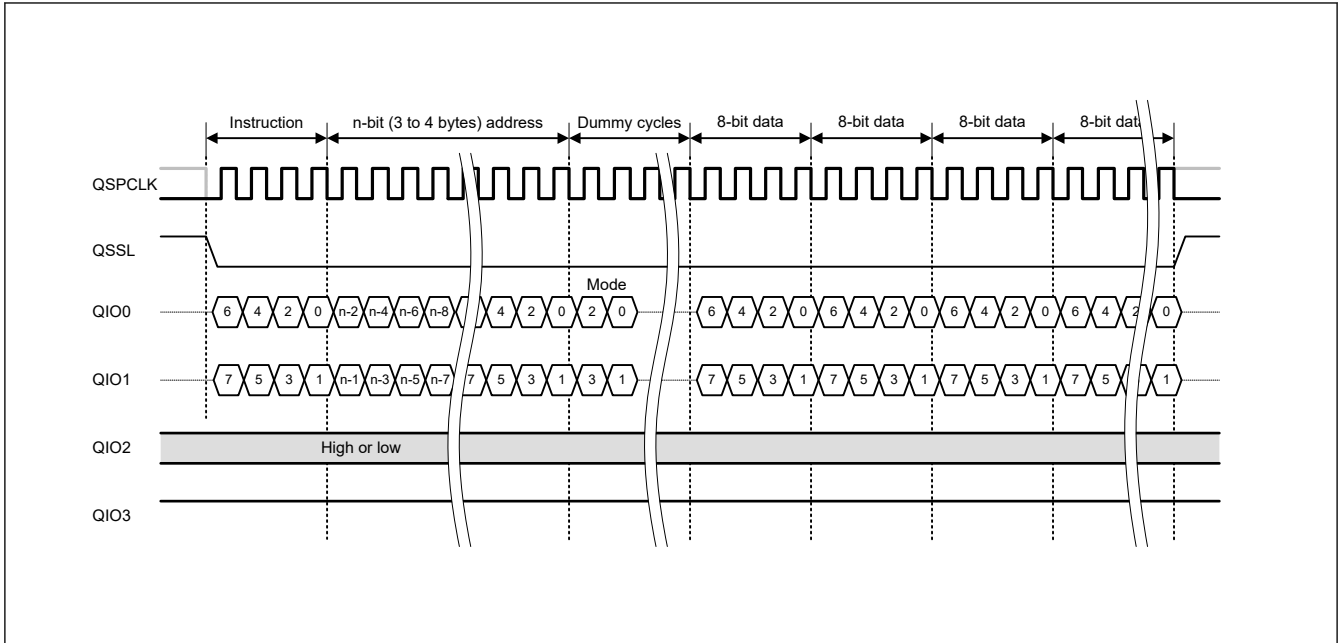 Instruction n-bit (3 to 4 bytes) address Dummy cycles 8-bit data 8-bit data 8-bit data 8-bit data
QSPCLK
QSSL
Mode
QIO0 6 4 2 0 n-2 n-4 n-6 n-8 4 2 0 2 0 6 4 2 0 6 4 2 0 6 4 2 0 6 4 2 0
QIO1 7 5 3 1 n-1 n-3 n-5 n-7 7 5 3 1 3 1 7 5 3 1 7 5 3 1 7 5 3 1 7 5 1
QIO2 High or low
QIO3